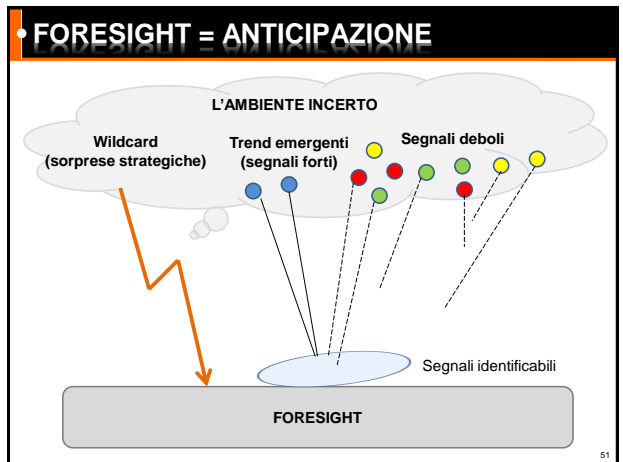 FORESIGHT = ANTICIPAZIONE
L'AMBIENTE INCERTO
Wildcard
(sorprese strategiche)
Trend emergenti
(segnali forti)
Segnali deboli
Segnali identificabili
FORESIGHT
51